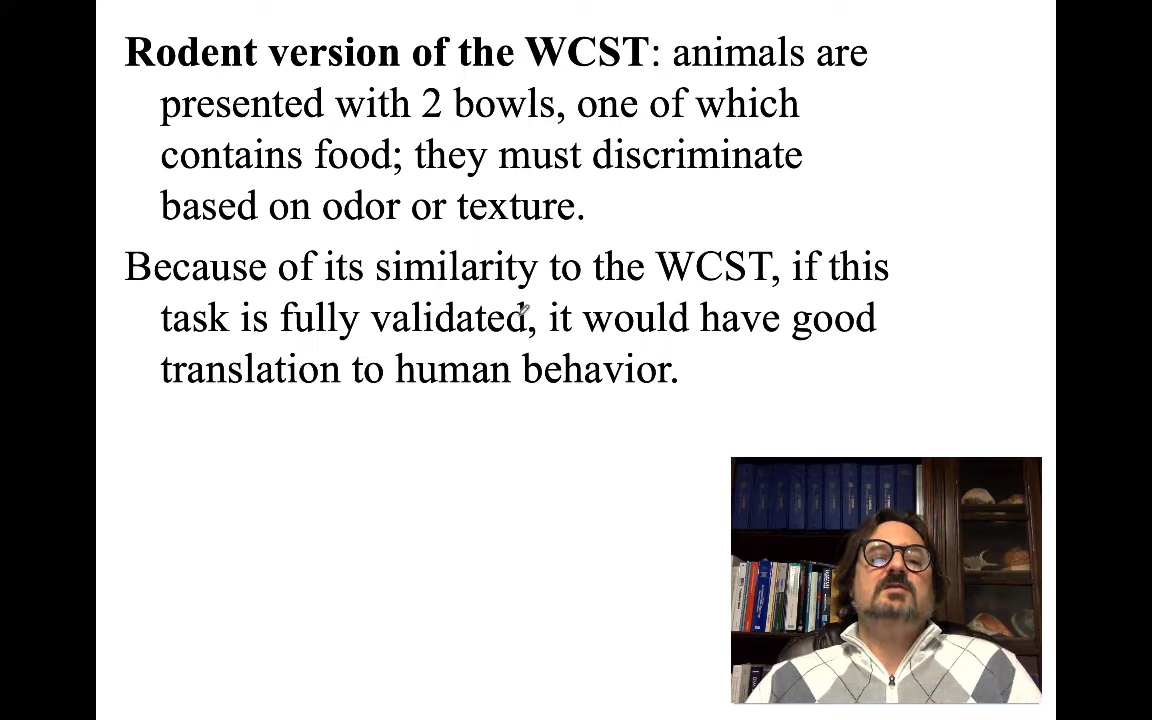 Rodent version of the WCST: animals are
presented with 2 bowls, one of which
contains food; they must discriminate
based on odor or texture.
Because of its similarity to the WCST, if this
task is fully validated, it would have good
translation to human behavior.